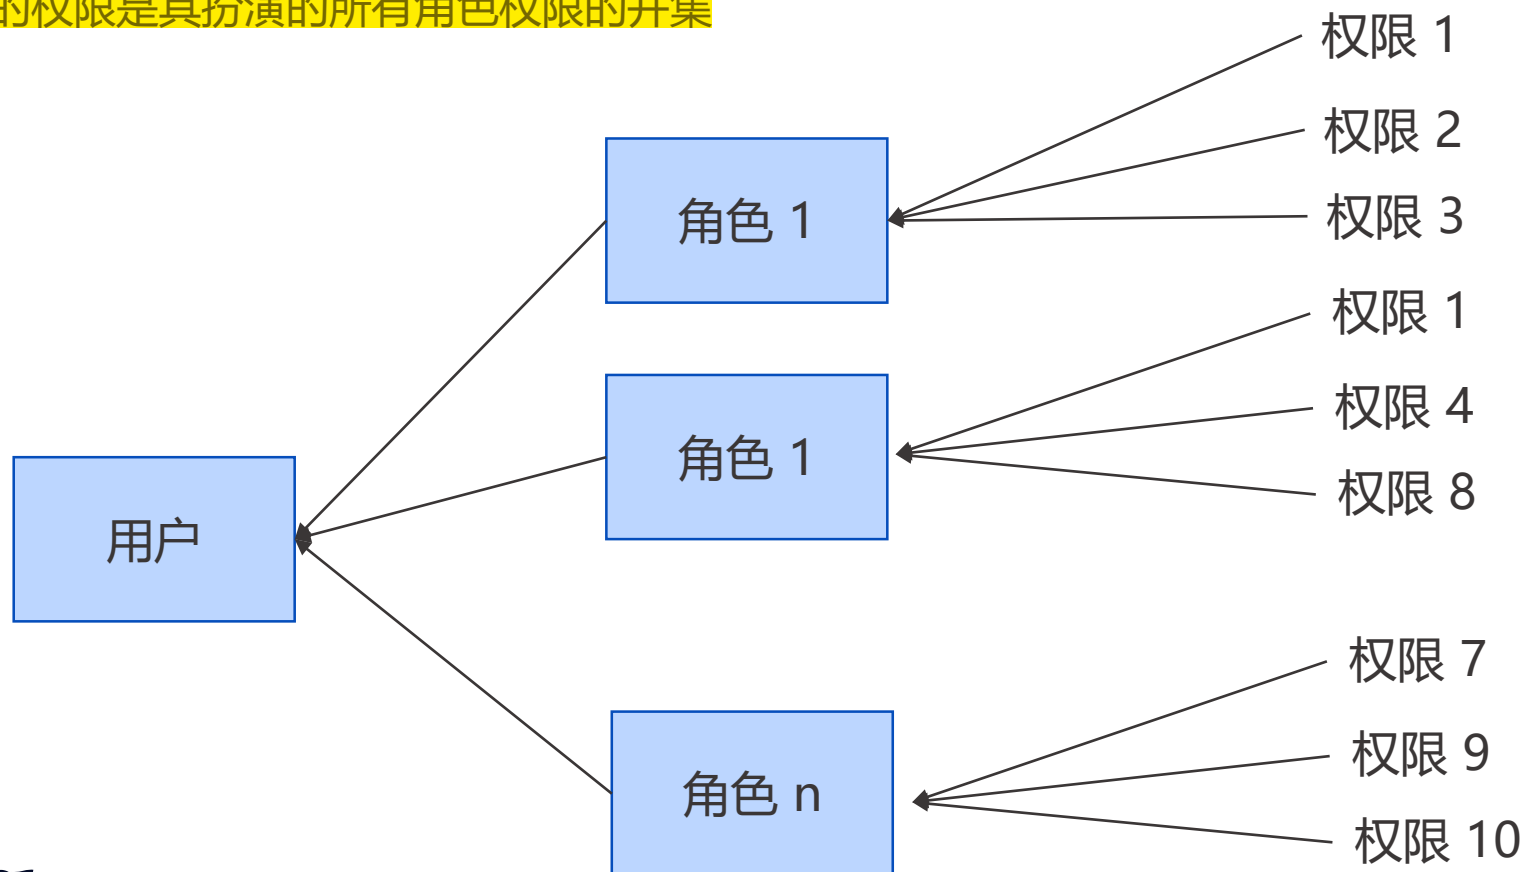 的权限是其扮演的所有角色权限的并集
权限 1
权限 2
角色 1
权限 3
权限 1
权限 4
角色 1
权限 8
用户
权限 7
权限 9
角色 n
权限 10